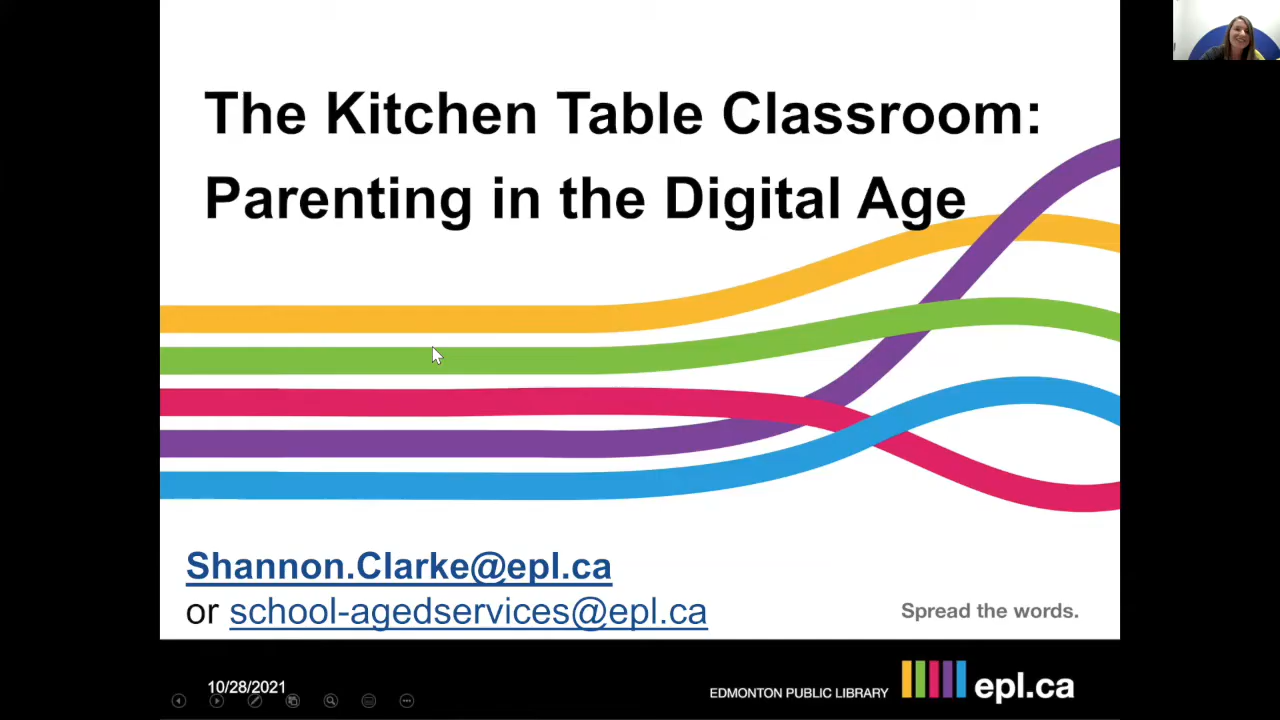 The Kitchen Table Classroom:
Parenting in the Digital Age
Shannon.Clarke@epl.ca
or school-agedservices@epl.ca
Spread the words.
10/28/2021
EDMONTON PUBLIC LIBRARY
epl.ca